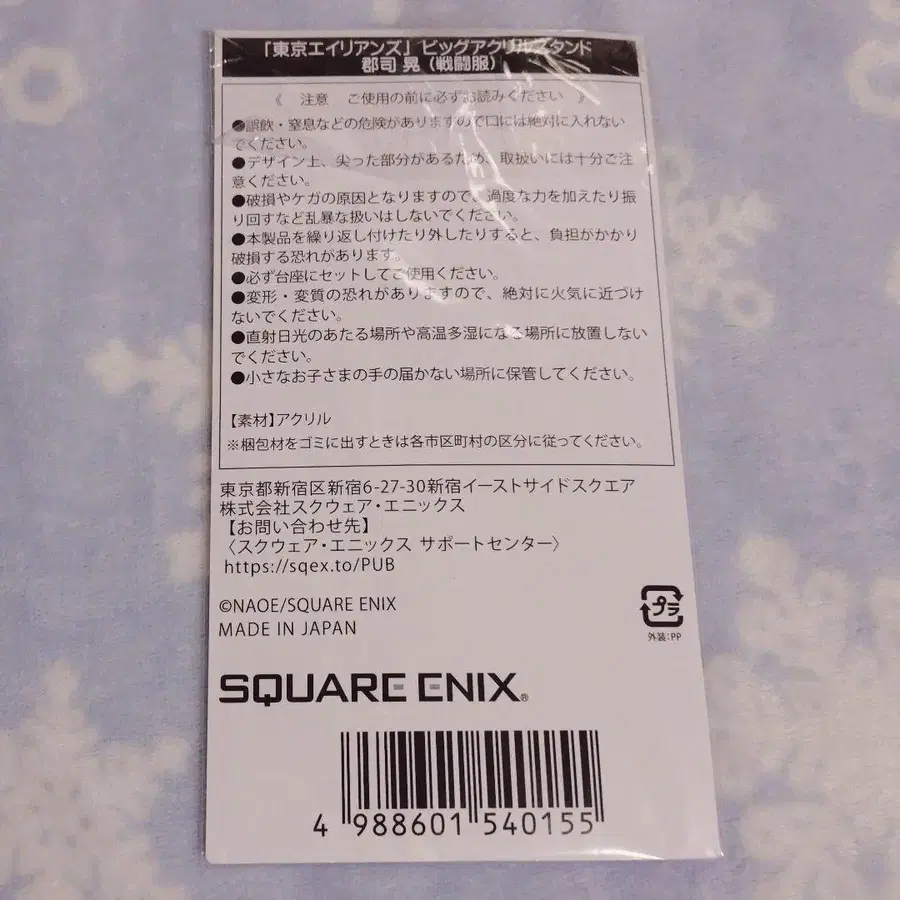 「東京エイリアンズ」ビッグアクリルスタンド
郡司 晃（戦闘服）
《 注意 ご使用の前に必ずお読みください 》
●誤飲・窒息などの危険がありますので口には絶対に入れない
でください。
●デザイン上、尖った部分があるため、取扱いには十分ご注
意ください。
●破損やケガの原因となりますので、過度な力を加えたり振
り回すなど乱暴な扱いはしないでください。
●本製品を繰り返し付けたり外したりすると、負担がかかり
破損する恐れがあります。
●必ず台座にセットしてご使用ください。
●変形・変質の恐れがありますので、絶対に火気に近づけ
ないでください。
●直射日光のあたる場所や高温多湿になる場所に放置しない
でください。
●小さなお子さまの手の届かない場所に保管してください。
【素材】アクリル
※梱包材をゴミに出すときは各市区町村の区分に従ってください。
東京都新宿区新宿6-27-30新宿イーストサイドスクエア
株式会社スクウェア・エニックス
【お問い合わせ先】
〈スクウェア・エニックス サポートセンター〉
https://sqex.to/PUB
©NAOE/SQUARE ENIX
MADE IN JAPAN
プラ
外装:PP
SQUARE ENIX®
4 988601 540155